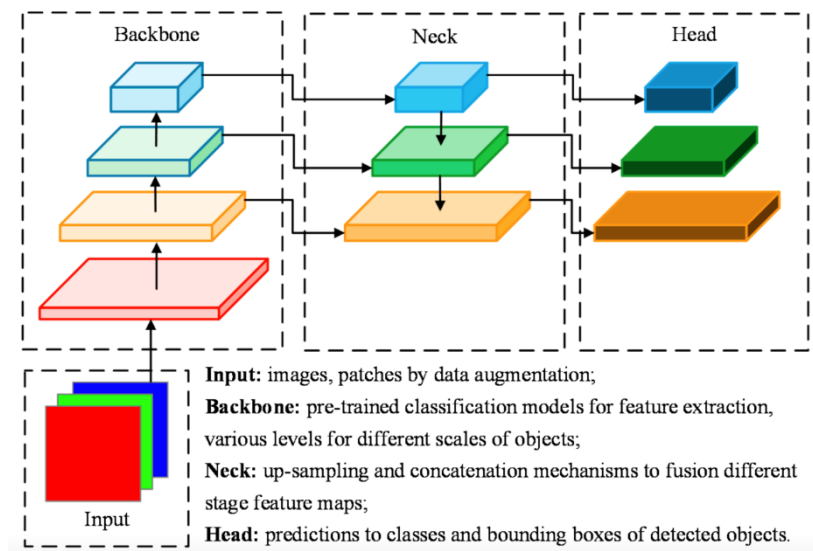 Backbone
Neck
Head
Input
Input: images, patches by data augmentation;
Backbone: pre-trained classification models for feature extraction,
various levels for different scales of objects;
Neck: up-sampling and concatenation mechanisms to fusion different
stage feature maps;
Head: predictions to classes and bounding boxes of detected objects.